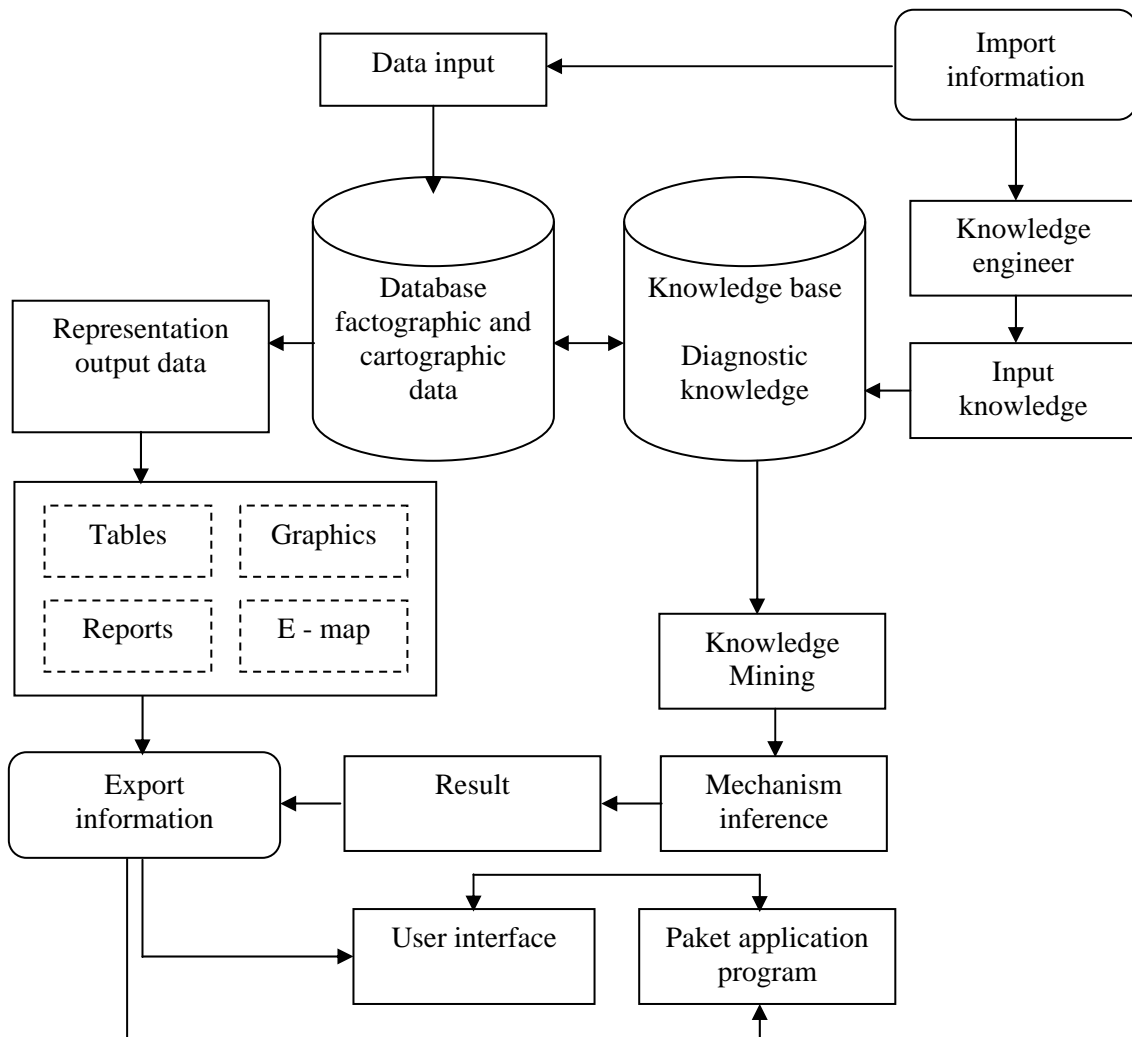 Data input
Import
information
Knowledge
engineer
Database
factographic and
cartographic
data
Knowledge base
Diagnostic
knowledge
Representation
output data
Input
knowledge
Tables
Graphics
Reports
E - map
Knowledge
Mining
Export
information
Result
Mechanism
inference
User interface
Paket application
program